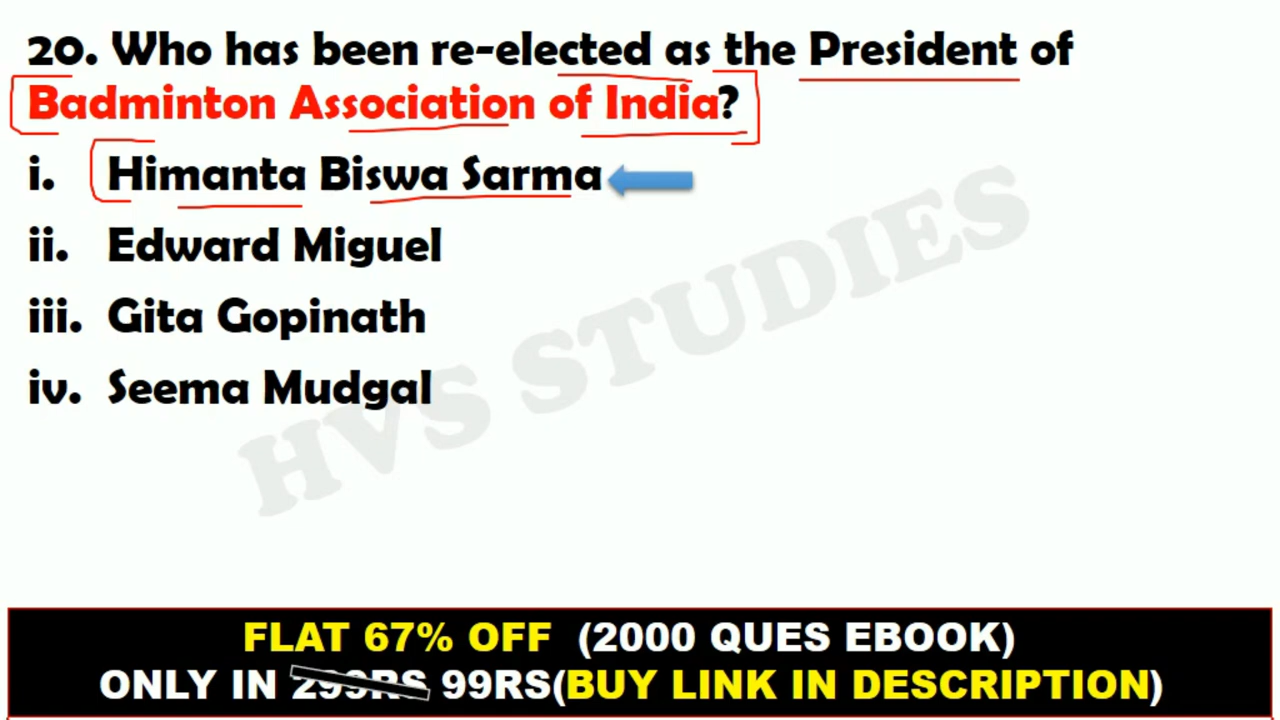 20. Who has been re-elected as the President of
Badminton Association of India?
i. Himanta Biswa Sarma
ii. Edward Miguel
iii. Gita Gopinath
iv. Seema Mudgal
HVS STUDIES
FLAT 67% OFF (2000 QUES EBOOK)
ONLY IN 299RS 99RS(BUY LINK IN DESCRIPTION)